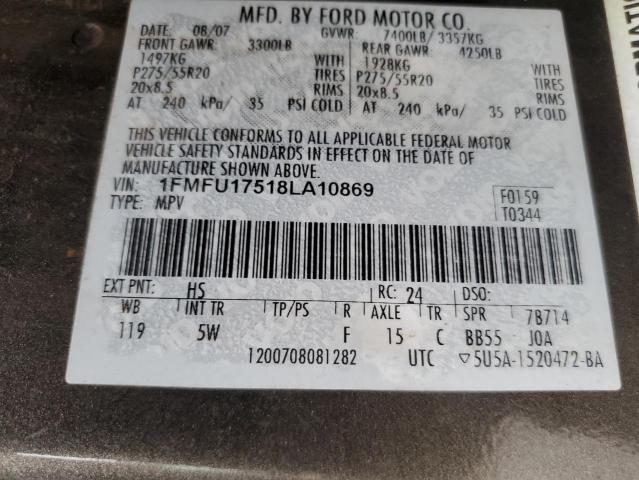 MFD. BY FORD MOTOR CO.
DATE: 08/07 GVWR: 7400LB/ 3357KG
FRONT GAWR: 3300LB REAR GAWR: 4250LB
1497KG WITH 1928KG WITH
P275/55R20 TIRES P275/55R20 TIRES
20x8.5 RIMS 20x8.5 RIMS
AT 240 kPa/ 35 PSI COLD AT 240 kPa/ 35 PSI COLD
THIS VEHICLE CONFORMS TO ALL APPLICABLE FEDERAL MOTOR
VEHICLE SAFETY STANDARDS IN EFFECT ON THE DATE OF
MANUFACTURE SHOWN ABOVE.
VIN: 1FMFU17518LA10869
TYPE: MPV
F0159
T0344
EXT PNT: HS RC: 24 DSO:
WB INT TR TP/PS R AXLE TR SPR 7B714
119 5W F 15 C BB55 JOA
1200708081282 UTC ▽5U5A-1520472-BA